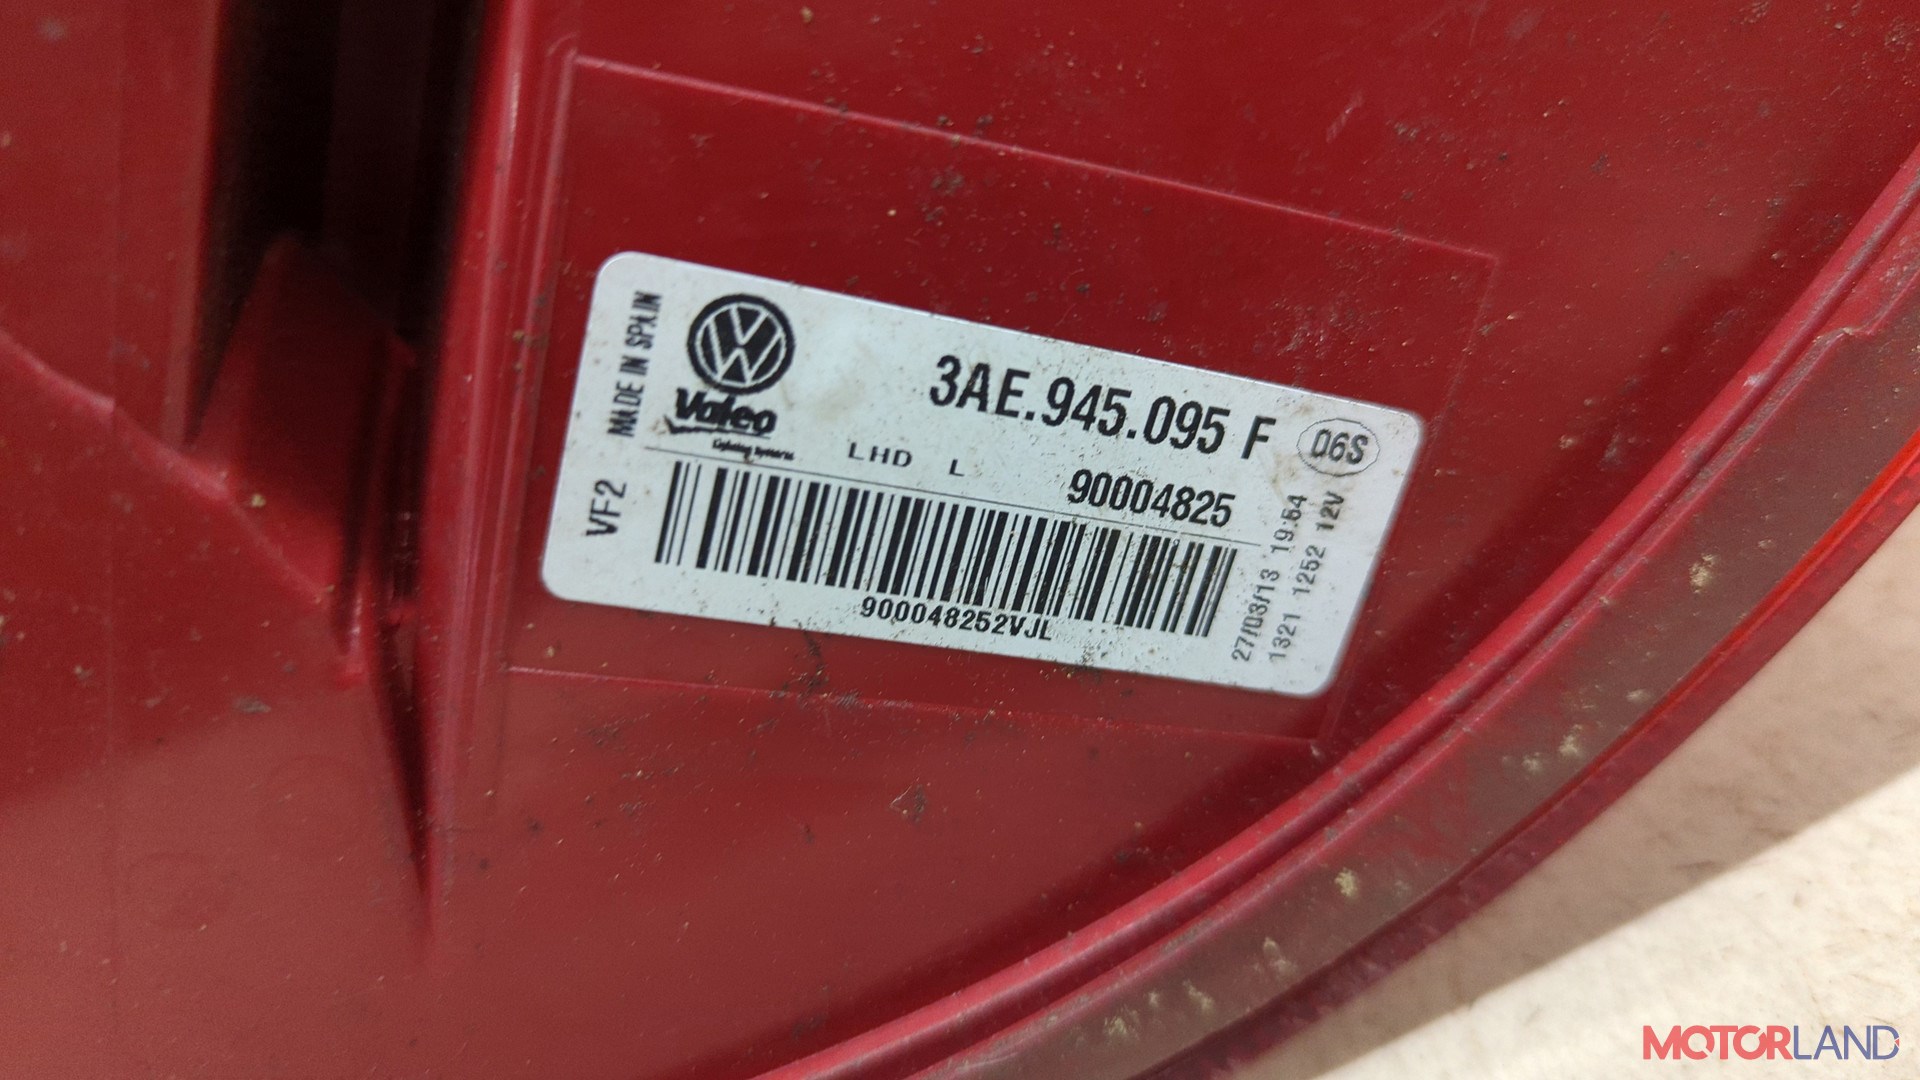 MADE IN SPAIN
Valeo
Lighting Systems
3AE.945.095 F
06S
LHD L
90004825
VF2
900048252VJL
27/03/13 19:54
1321 1252 12V
MOTORLAND